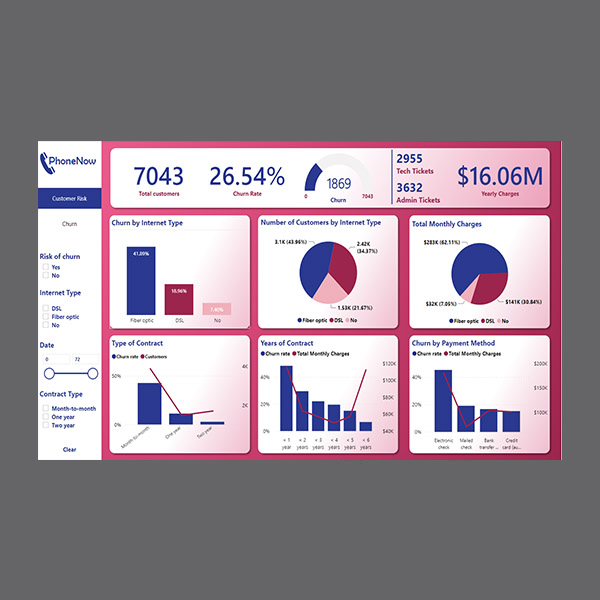 PhoneNow
Customer Risk
Churn
Risk of churn
Yes
No
Internet Type
DSL
Fiber optic
No
Date
0 72
Contract Type
Month-to-month
One year
Two year
Clear
7043
Total customers
26.54%
Churn Rate
1869
0 7043
Churn
2955
Tech Tickets
3632
Admin Tickets
$16.06M
Yearly Charges
Churn by Internet Type
41.89%
18.96%
7.40%
Fiber optic DSL No
Number of Customers by Internet Type
3.1K (43.96%)
2.42K
(34.37%)
1.53K (21.67%)
Fiber optic DSL No
Total Monthly Charges
$283K (62.11%)
$32K (7.05%)
$141K (30.84%)
Fiber optic DSL No
Type of Contract
Churn rate Customers
50%
0%
4K
2K
Month-to-month One year Two year
Years of Contract
Churn rate Total Monthly Charges
40%
20%
0%
$140K
$120K
$100K
$80K
$60K
$40K
< 1 < 2 < 3 < 4 < 5 < 6
year years years years years years
Churn by Payment Method
Churn rate Total Monthly Charges
40%
20%
0%
$200K
$150K
$100K
Electronic Mailed Bank Credit
check check transfer ... card (au...